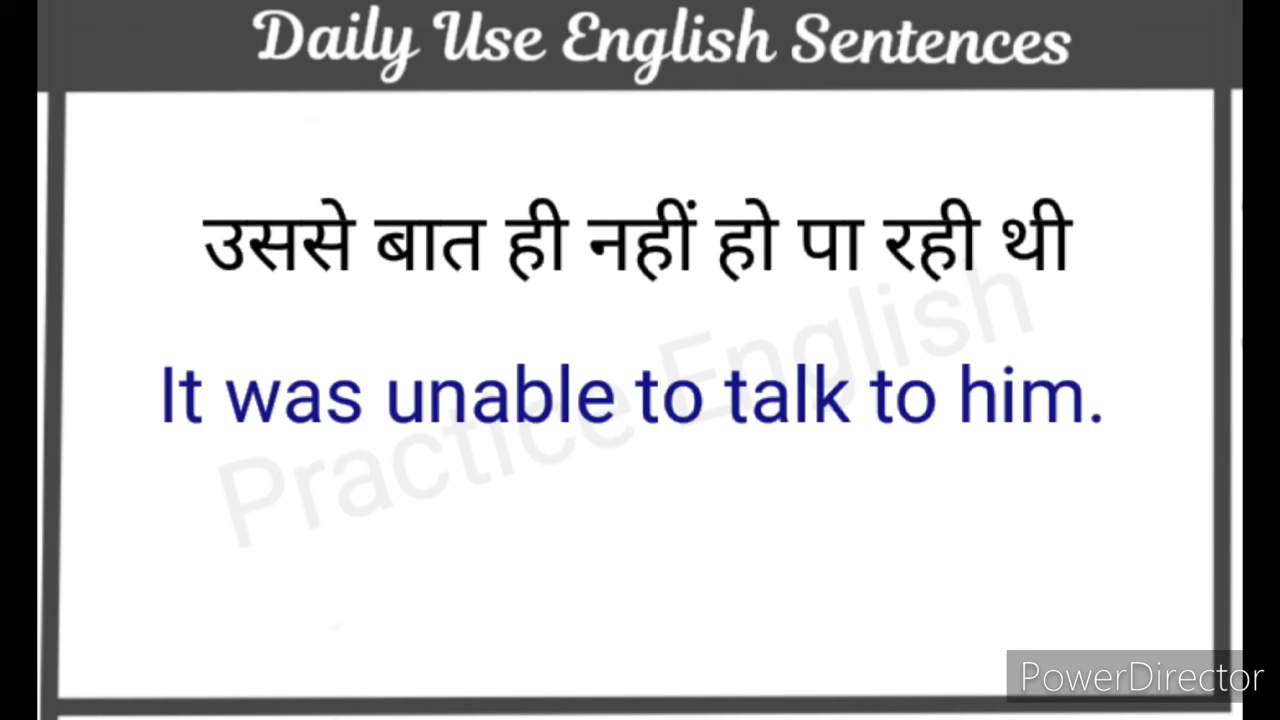 Daily Use English Sentences
उससे बात ही नहीं हो पा रही थी
It was unable to talk to him.
Practice English
PowerDirector